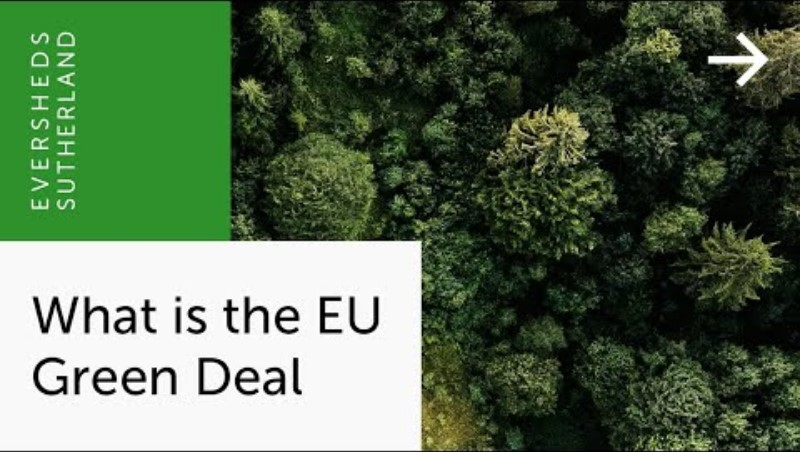 EVERSHEDS
SUTHERLAND
What is the EU
Green Deal